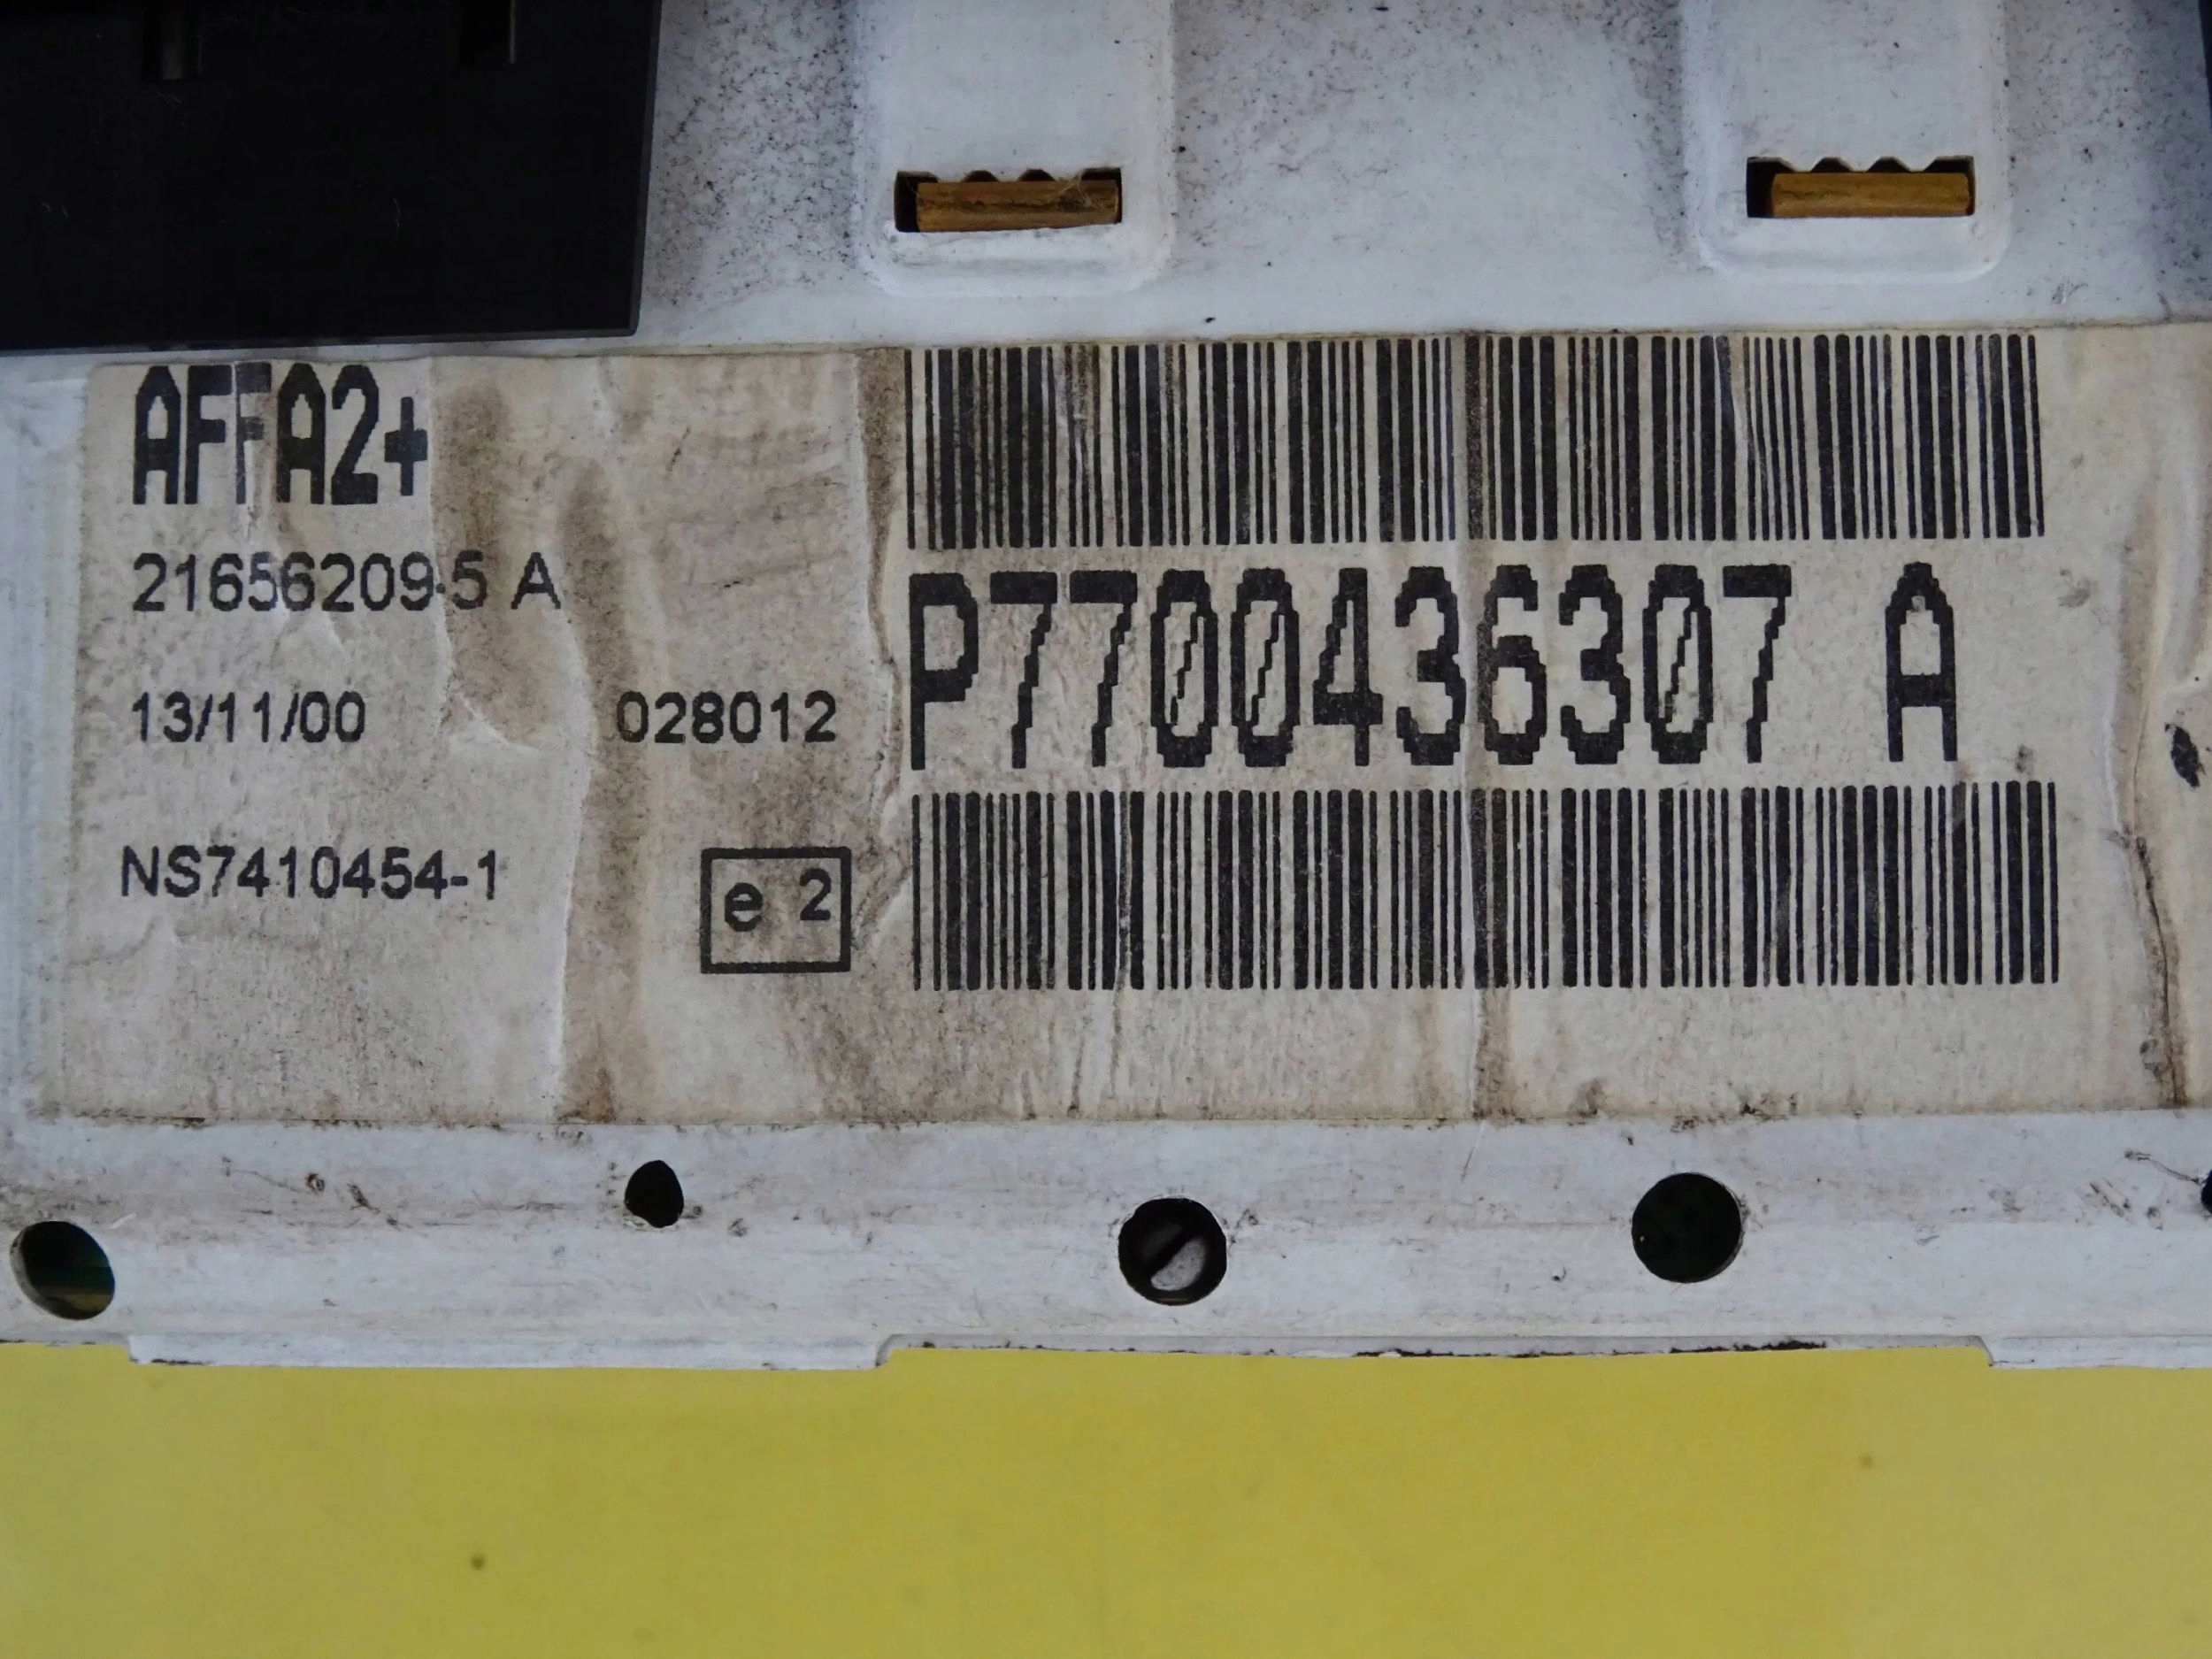 AFFA2+
21656209-5 A
13/11/00 028012
NS7410454-1
e 2
P7700436307 A